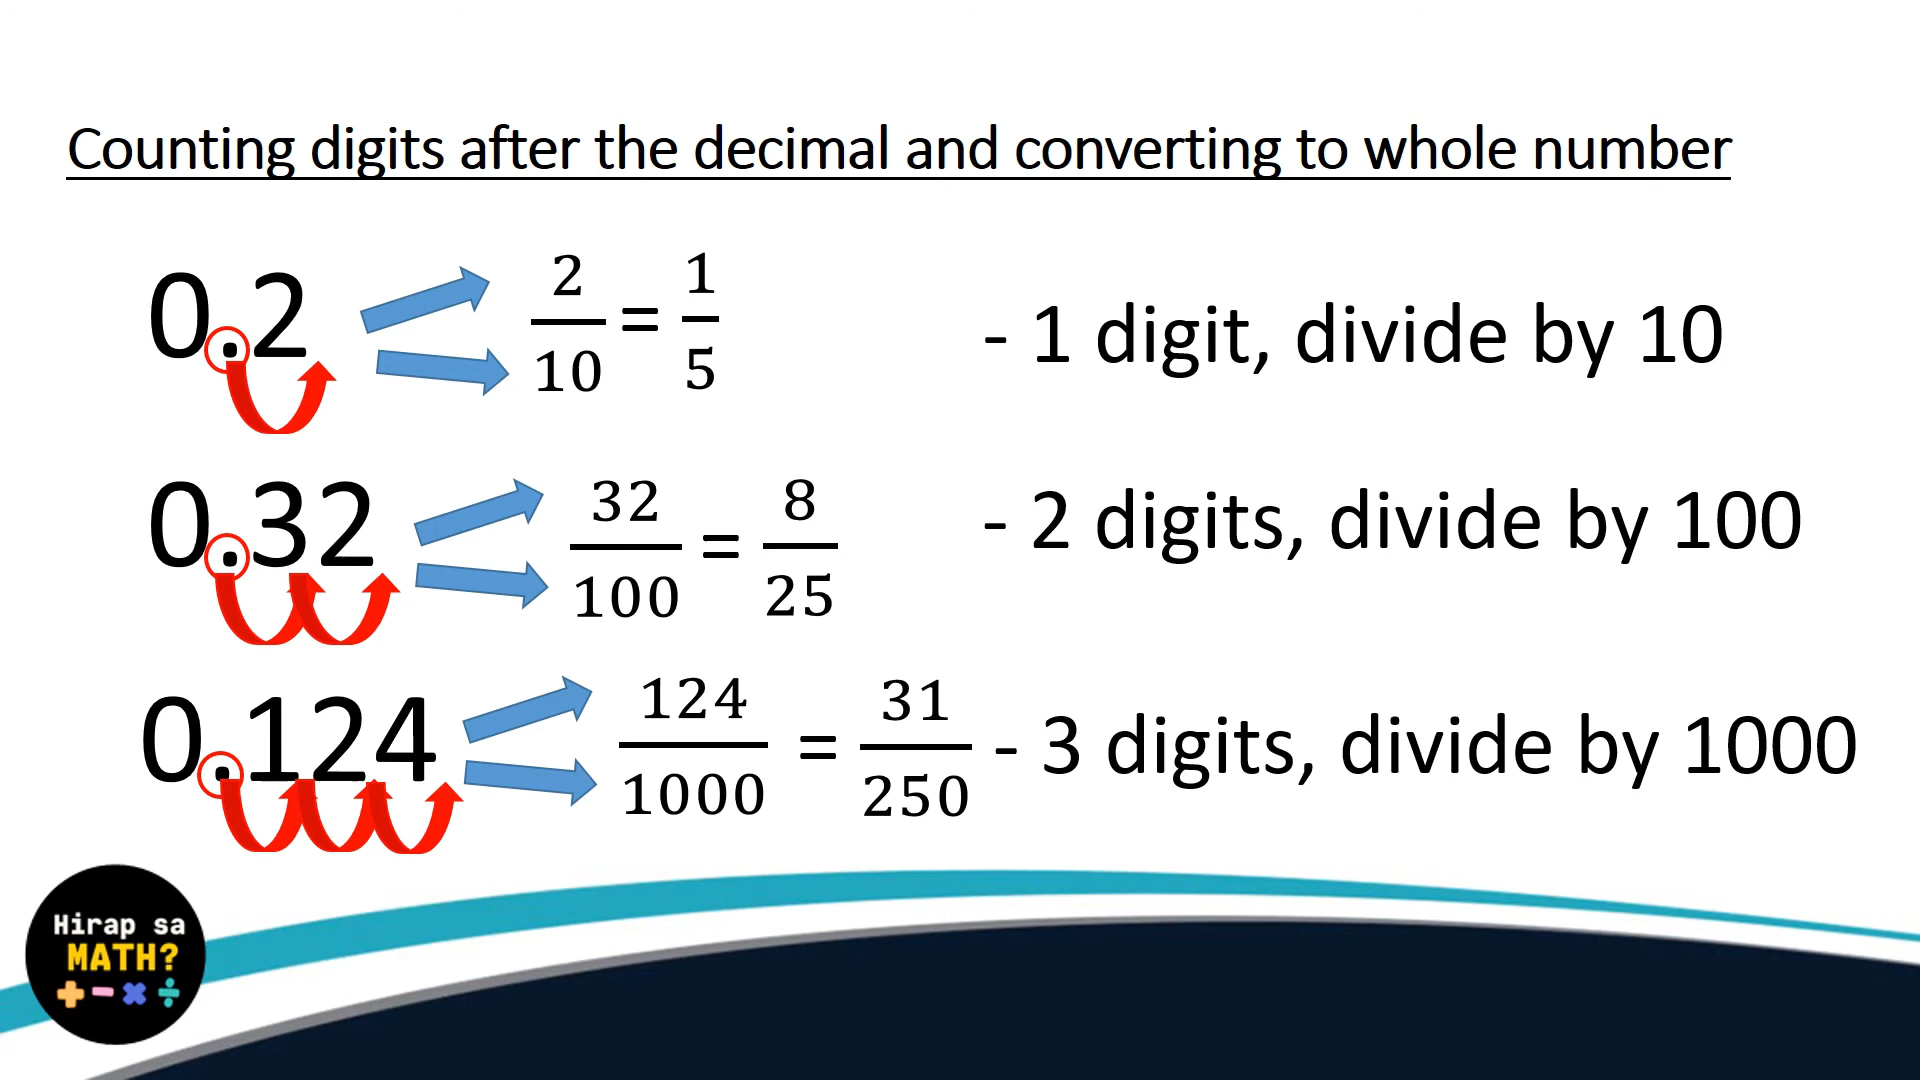 Counting digits after the decimal and converting to whole number
0.2
2/10 = 1/5
- 1 digit, divide by 10
0.32
32/100 = 8/25
- 2 digits, divide by 100
0.124
124/1000 = 31/250
- 3 digits, divide by 1000
Hirap sa
MATH?
+ - × ÷